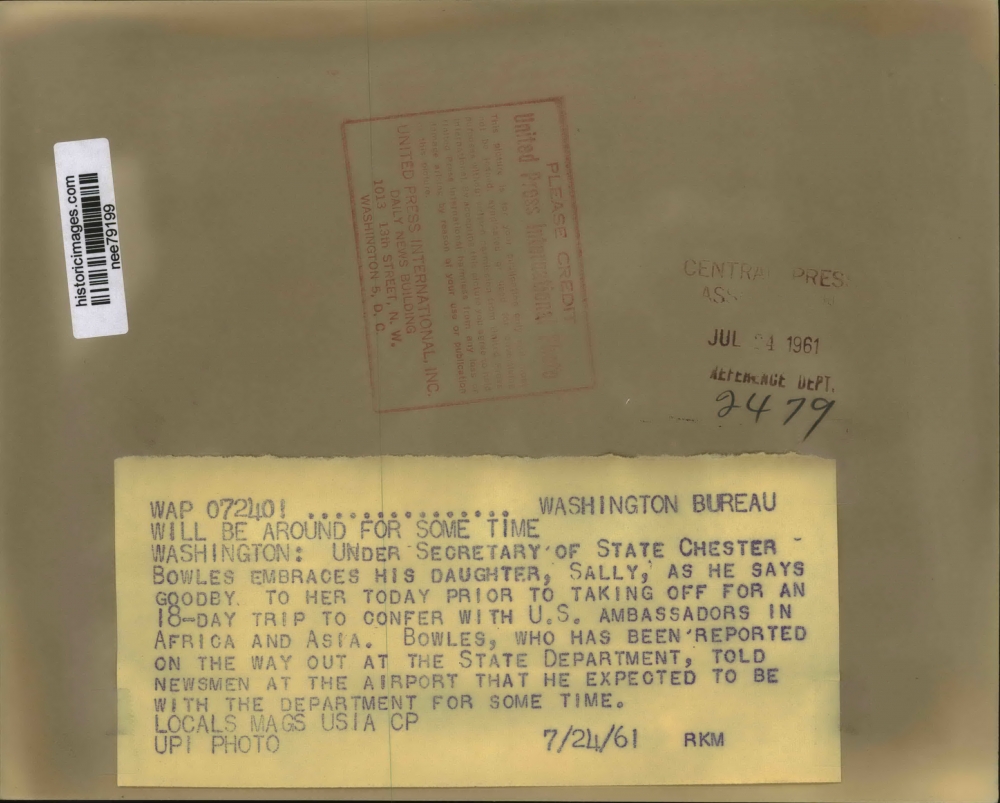 historicimages.com
nee79199
PLEASE CREDIT
United Press International Photo
UNITED PRESS INTERNATIONAL, INC.
DAILY NEWS BUILDING
1013 13th STREET, N. W.
WASHINGTON 5, D. C.
CENTRA PRES
AS
JUL 24 1961
REFERENCE DEPT.
2479
WAP 072401 ............... WASHINGTON BUREAU
WILL BE AROUND FOR SOME TIME
WASHINGTON: UNDER SECRETARY OF STATE CHESTER
BOWLES EMBRACES HIS DAUGHTER, SALLY, AS HE SAYS
GOODBY TO HER TODAY PRIOR TO TAKING OFF FOR AN
18-DAY TRIP TO CONFER WITH U.S. AMBASSADORS IN
AFRICA AND ASIA. BOWLES, WHO HAS BEEN REPORTED
ON THE WAY OUT AT THE STATE DEPARTMENT, TOLD
NEWSMEN AT THE AIRPORT THAT HE EXPECTED TO BE
WITH THE DEPARTMENT FOR SOME TIME.
LOCALS MAGS USIA CP
UPI PHOTO 7/24/61 RKM